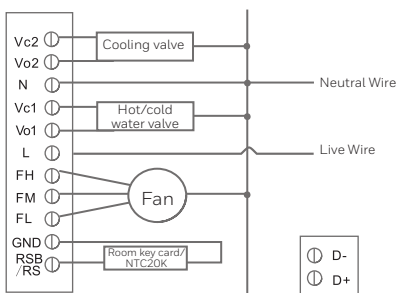 Vc2
Cooling valve
Vo2
N
Neutral Wire
Vc1
Hot/cold
water valve
Vo1
L
Live Wire
FH
FM
Fan
FL
GND
RSB
/RS
Room key card/
NTC20K
D-
D+